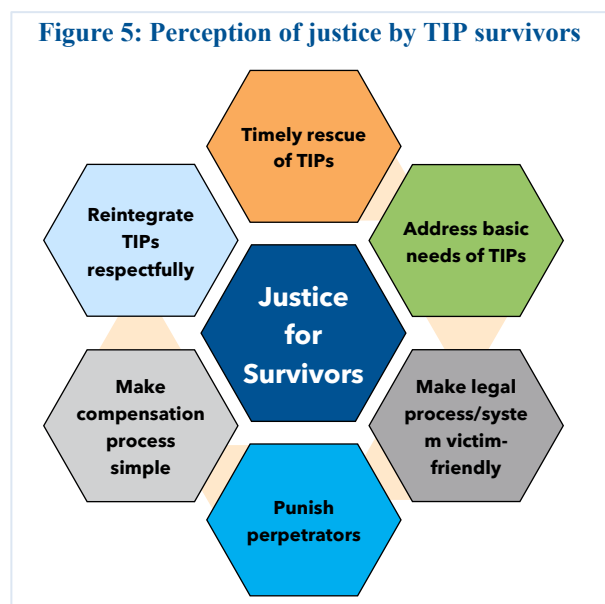 Figure 5: Perception of justice by TIP survivors
Timely rescue
of TIPs
Address basic
needs of TIPs
Make legal
process/syste
m victim-
friendly
Punish
perpetrators
Make
compensation
process
simple
Reintegrate
TIPs
respectfully
Justice
for
Survivors